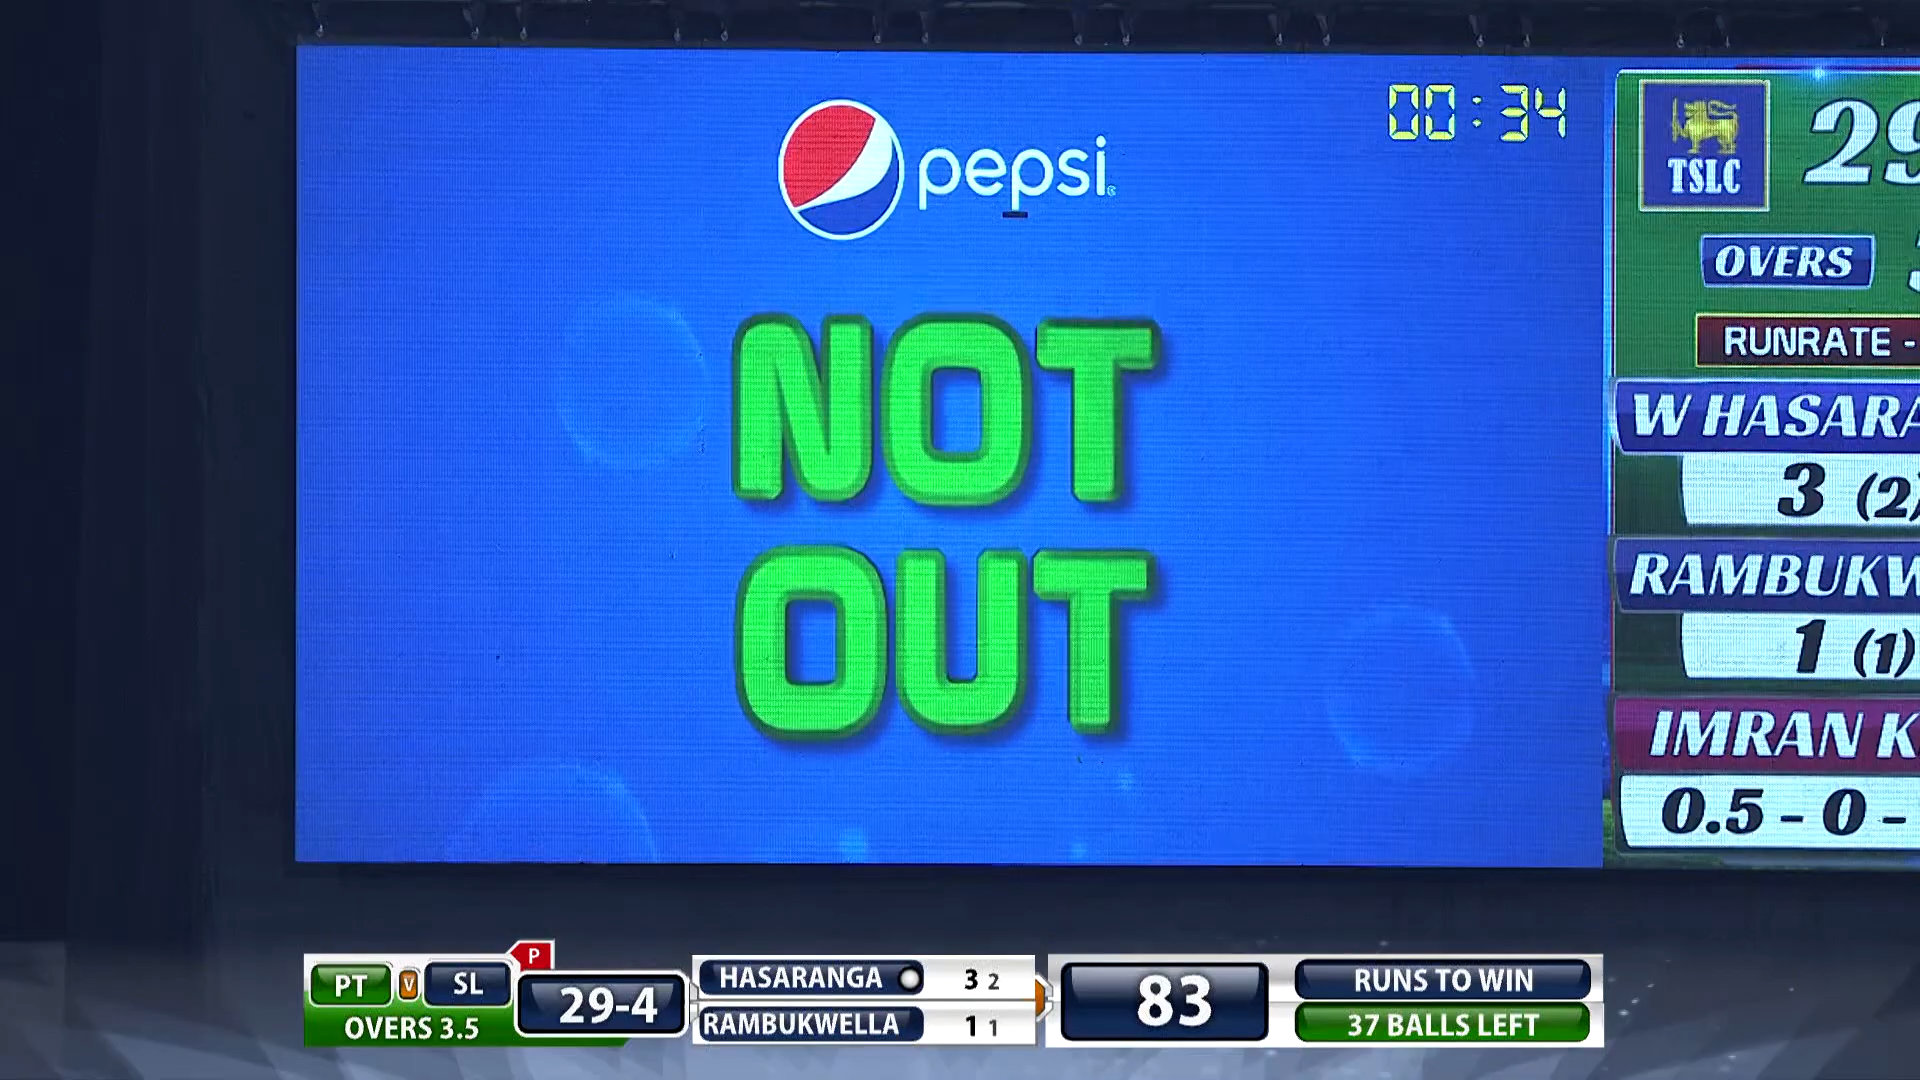 pepsi
00:34
NOT
OUT
TSLC
29
OVERS
RUNRATE -
W HASARA
3 (2)
RAMBUKW
1 (1)
IMRAN K
0.5 - 0 -
P
PT V SL
29-4
OVERS 3.5
HASARANGA 3 2
RAMBUKWELLA 1 1
83
RUNS TO WIN
37 BALLS LEFT